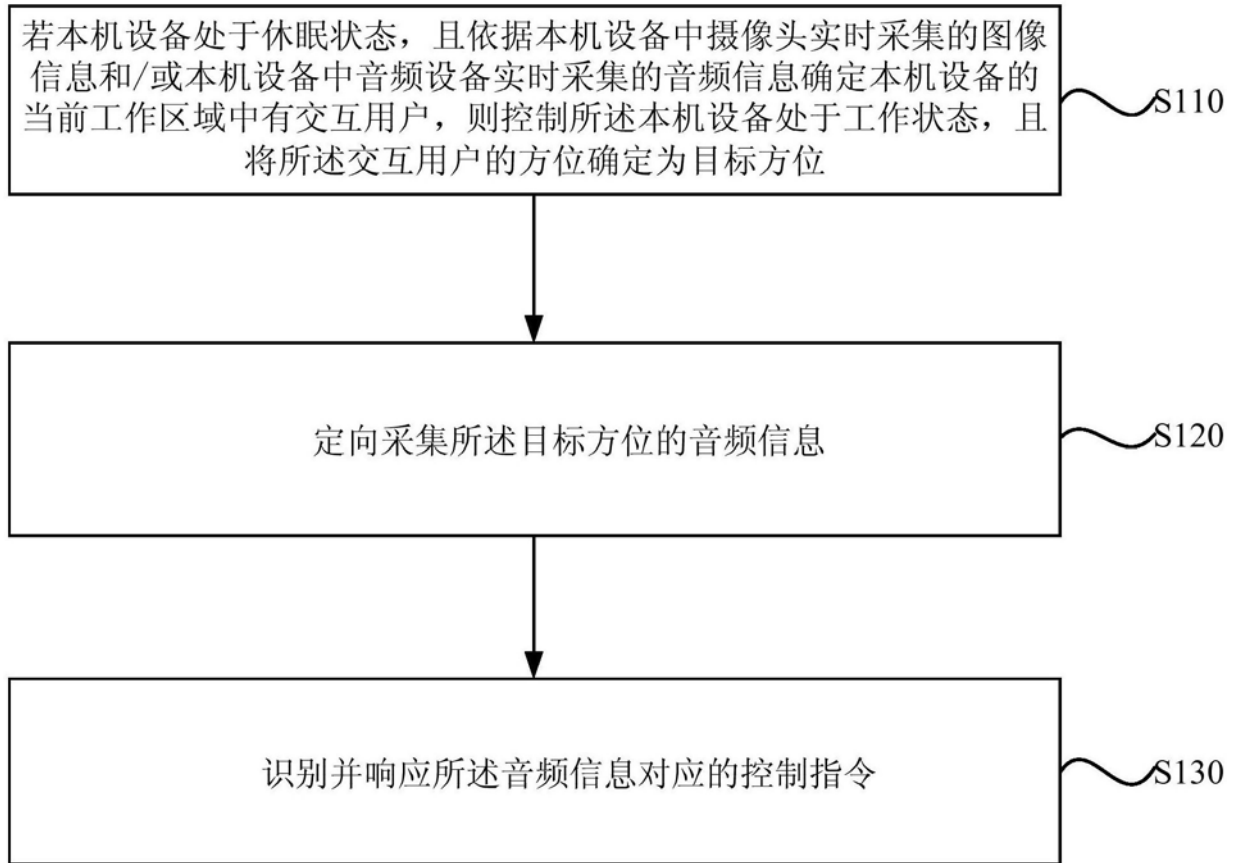 若本机设备处于休眠状态，且依据本机设备中摄像头实时采集的图像
信息和/或本机设备中音频设备实时采集的音频信息确定本机设备的
当前工作区域中有交互用户，则控制所述本机设备处于工作状态，且
将所述交互用户的方位确定为目标方位
S110
定向采集所述目标方位的音频信息
S120
识别并响应所述音频信息对应的控制指令
S130